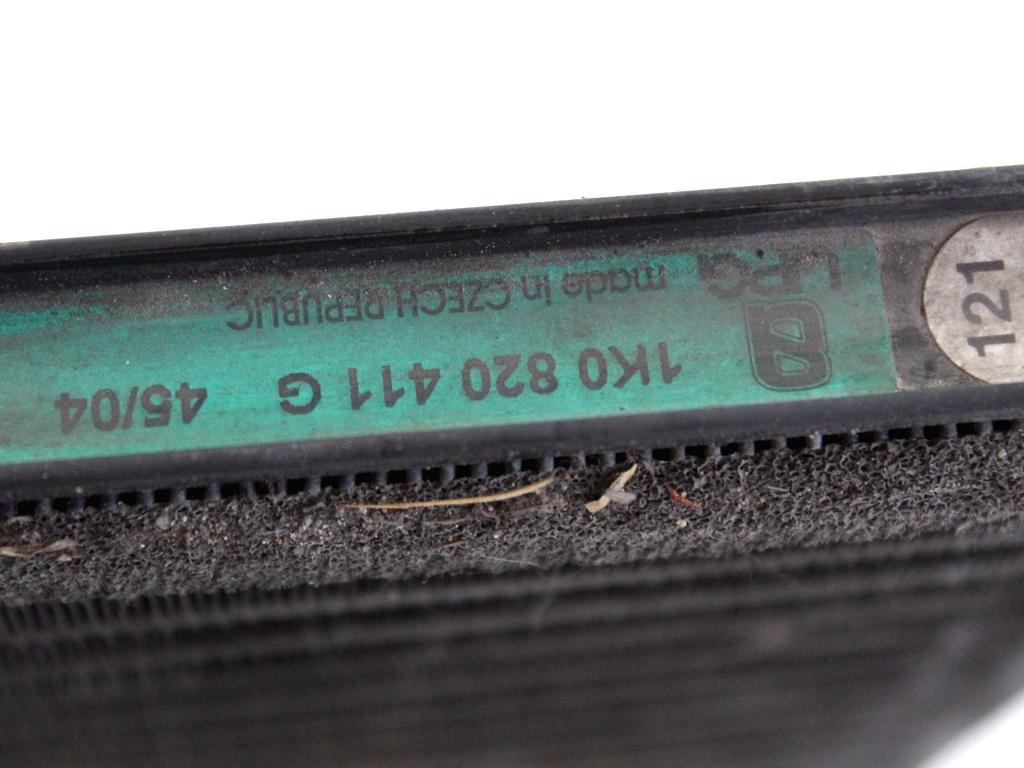 made in CZECH REPUBLIC
1K0 820 411 G 45/04
121